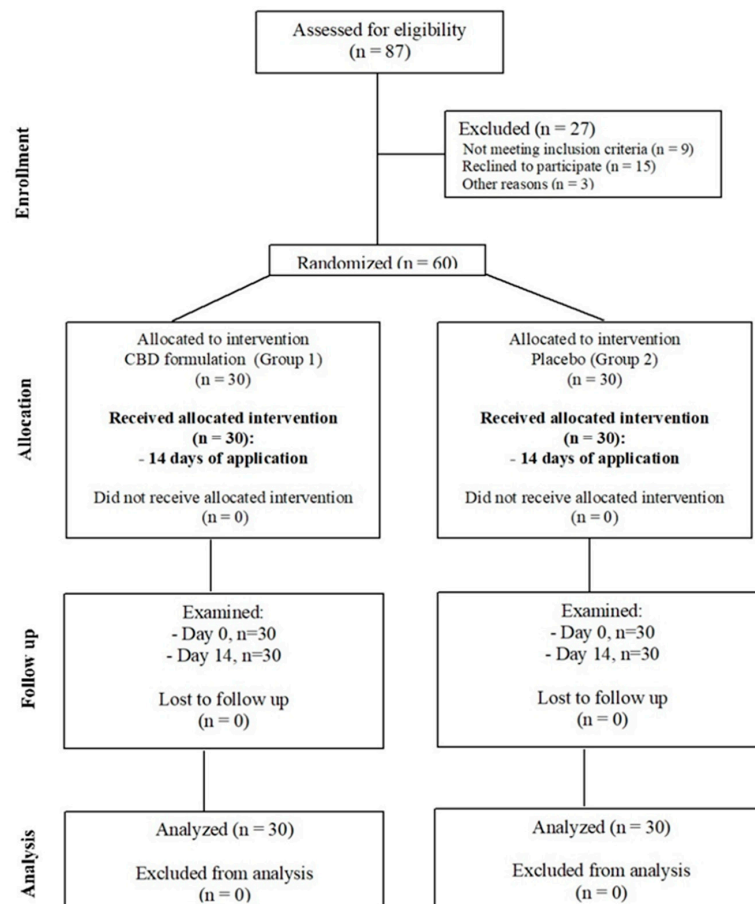 Assessed for eligibility
(n = 87)
Enrollment
Excluded (n = 27)
Not meeting inclusion criteria (n = 9)
Reclined to participate (n = 15)
Other reasons (n = 3)
Randomized (n = 60)
Allocation
Allocated to intervention
CBD formulation (Group 1)
(n = 30)
Received allocated intervention
(n = 30):
- 14 days of application
Did not receive allocated intervention
(n = 0)
Allocated to intervention
Placebo (Group 2)
(n = 30)
Received allocated intervention
(n = 30):
- 14 days of application
Did not receive allocated intervention
(n = 0)
Follow up
Examined:
- Day 0, n=30
- Day 14, n=30
Lost to follow up
(n = 0)
Examined:
- Day 0, n=30
- Day 14, n=30
Lost to follow up
(n = 0)
Analysis
Analyzed (n = 30)
Excluded from analysis
(n = 0)
Analyzed (n = 30)
Excluded from analysis
(n = 0)